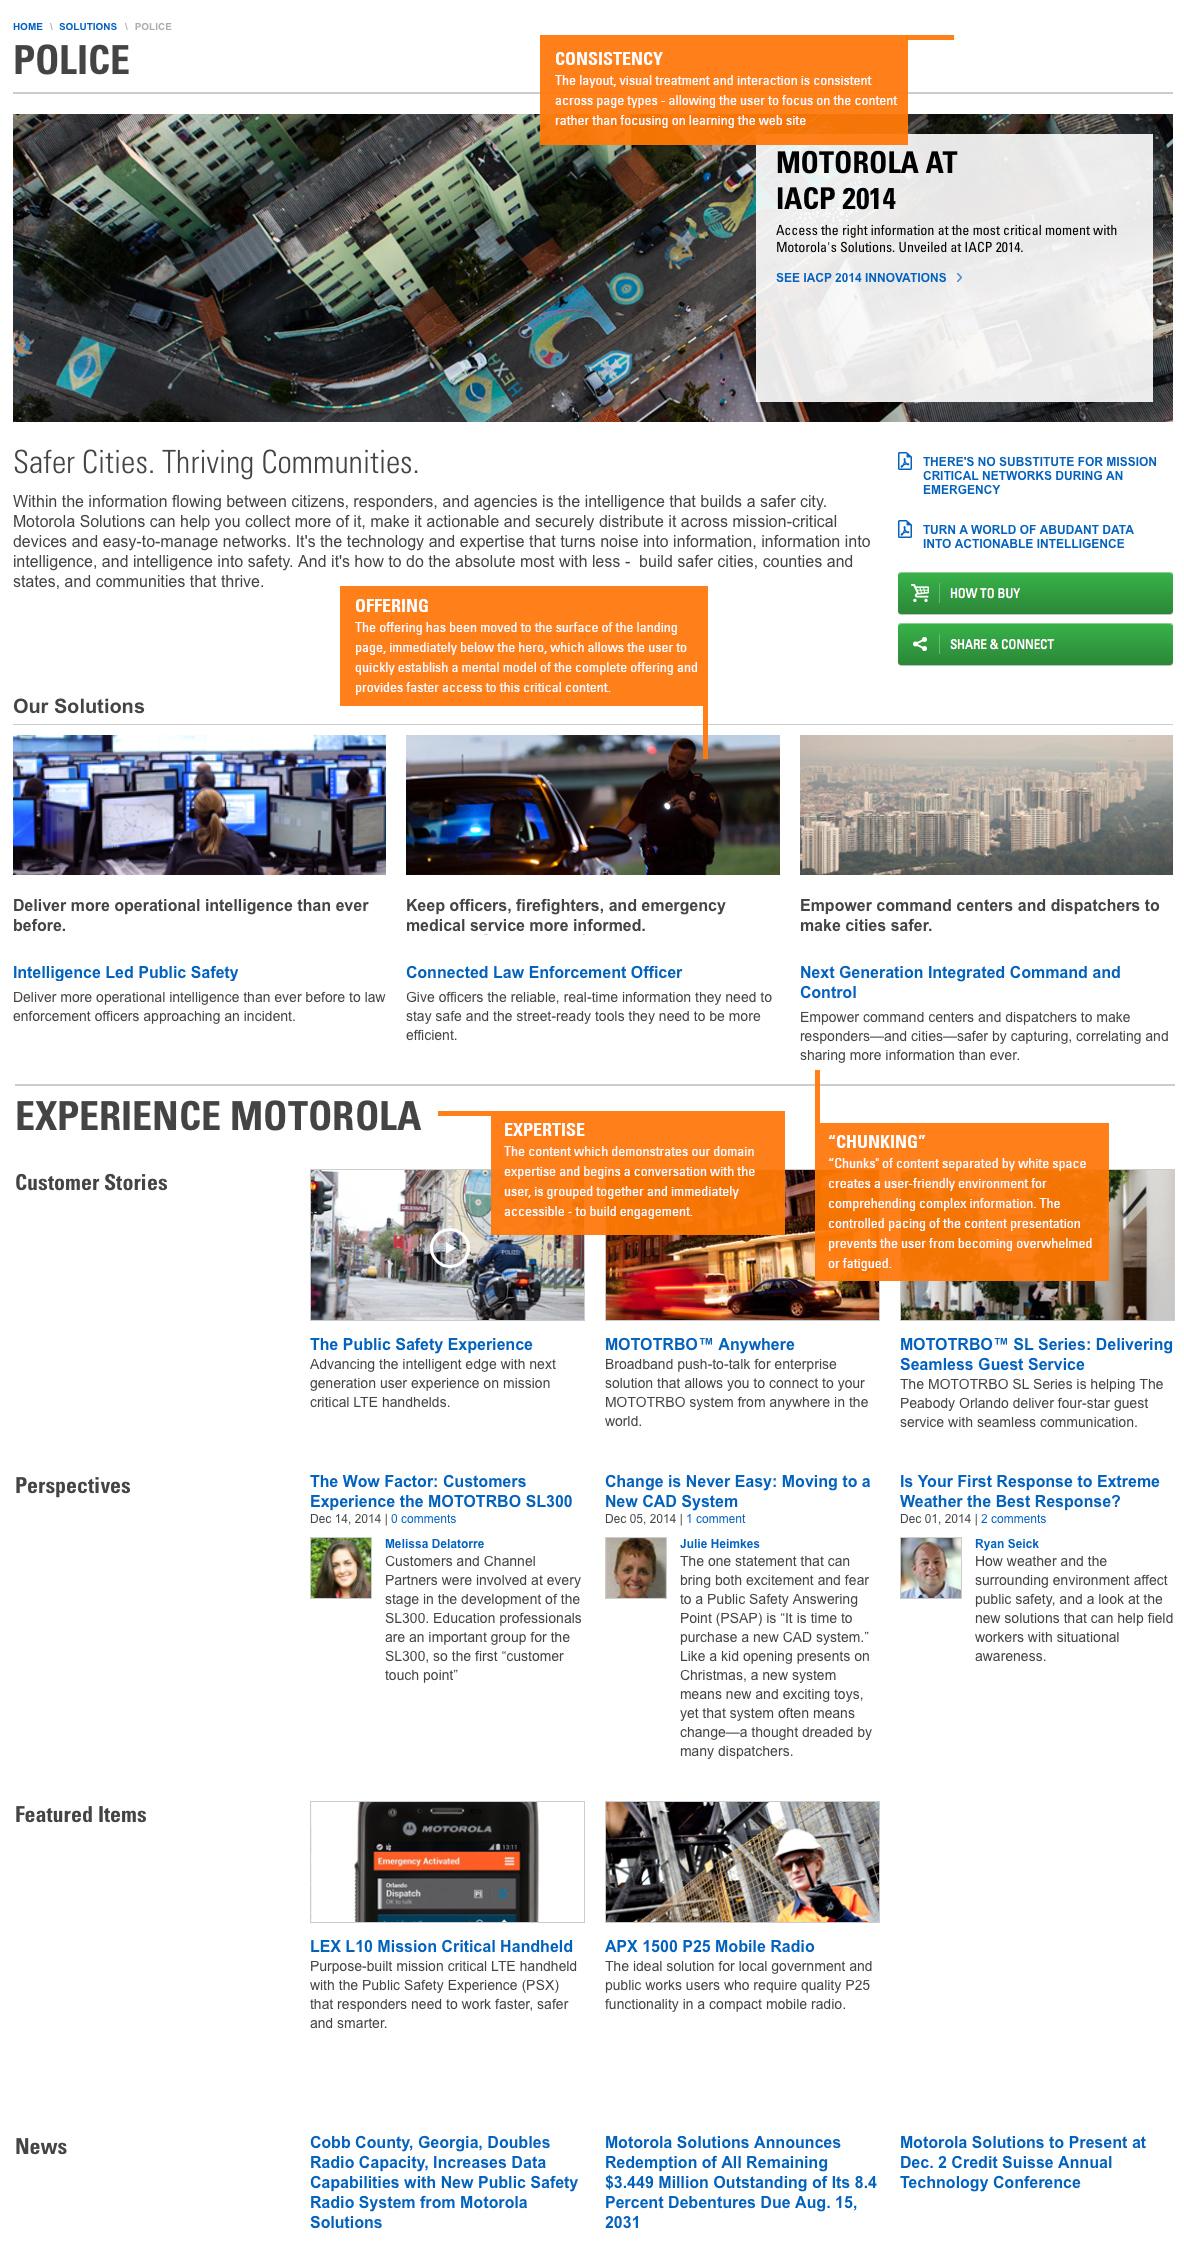 HOME \ SOLUTIONS \ POLICE
POLICE
CONSISTENCY
The layout, visual treatment and interaction is consistent
across page types - allowing the user to focus on the content
rather than focusing on learning the web site
MOTOROLA AT
IACP 2014
Access the right information at the most critical moment with
Motorola's Solutions. Unveiled at IACP 2014.
SEE IACP 2014 INNOVATIONS >
HEXA
Safer Cities. Thriving Communities.
Within the information flowing between citizens, responders, and agencies is the intelligence that builds a safer city.
Motorola Solutions can help you collect more of it, make it actionable and securely distribute it across mission-critical
devices and easy-to-manage networks. It's the technology and expertise that turns noise into information, information into
intelligence, and intelligence into safety. And it's how to do the absolute most with less - build safer cities, counties and
states, and communities that thrive.
THERE'S NO SUBSTITUTE FOR MISSION
CRITICAL NETWORKS DURING AN
EMERGENCY
TURN A WORLD OF ABUDANT DATA
INTO ACTIONABLE INTELLIGENCE
HOW TO BUY
SHARE & CONNECT
OFFERING
The offering has been moved to the surface of the landing
page, immediately below the hero, which allows the user to
quickly establish a mental model of the complete offering and
provides faster access to this critical content.
Our Solutions
Deliver more operational intelligence than ever
before.
Intelligence Led Public Safety
Deliver more operational intelligence than ever before to law
enforcement officers approaching an incident.
Keep officers, firefighters, and emergency
medical service more informed.
Connected Law Enforcement Officer
Give officers the reliable, real-time information they need to
stay safe and the street-ready tools they need to be more
efficient.
Empower command centers and dispatchers to
make cities safer.
Next Generation Integrated Command and
Control
Empower command centers and dispatchers to make
responders—and cities—safer by capturing, correlating and
sharing more information than ever.
EXPERIENCE MOTOROLA
EXPERTISE
The content which demonstrates our domain
expertise and begins a conversation with the
user, is grouped together and immediately
accessible - to build engagement.
“CHUNKING”
“Chunks" of content separated by white space
creates a user-friendly environment for
comprehending complex information. The
controlled pacing of the content presentation
prevents the user from becoming overwhelmed
or fatigued.
Customer Stories
POLIZEI
The Public Safety Experience
Advancing the intelligent edge with next
generation user experience on mission
critical LTE handhelds.
MOTOTRBO™ Anywhere
Broadband push-to-talk for enterprise
solution that allows you to connect to your
MOTOTRBO system from anywhere in the
world.
MOTOTRBO™ SL Series: Delivering
Seamless Guest Service
The MOTOTRBO SL Series is helping The
Peabody Orlando deliver four-star guest
service with seamless communication.
Perspectives
The Wow Factor: Customers
Experience the MOTOTRBO SL300
Dec 14, 2014 | 0 comments
Melissa Delatorre
Customers and Channel
Partners were involved at every
stage in the development of the
SL300. Education professionals
are an important group for the
SL300, so the first “customer
touch point”
Change is Never Easy: Moving to a
New CAD System
Dec 05, 2014 | 1 comment
Julie Heimkes
The one statement that can
bring both excitement and fear
to a Public Safety Answering
Point (PSAP) is “It is time to
purchase a new CAD system.”
Like a kid opening presents on
Christmas, a new system
means new and exciting toys,
yet that system often means
change—a thought dreaded by
many dispatchers.
Is Your First Response to Extreme
Weather the Best Response?
Dec 01, 2014 | 2 comments
Ryan Seick
How weather and the
surrounding environment affect
public safety, and a look at the
new solutions that can help field
workers with situational
awareness.
Featured Items
MOTOROLA
13:11
Emergency Activated
Orlando
Dispatch
OK to talk
LEX L10 Mission Critical Handheld
Purpose-built mission critical LTE handheld
with the Public Safety Experience (PSX)
that responders need to work faster, safer
and smarter.
APX 1500 P25 Mobile Radio
The ideal solution for local government and
public works users who require quality P25
functionality in a compact mobile radio.
News
Cobb County, Georgia, Doubles
Radio Capacity, Increases Data
Capabilities with New Public Safety
Radio System from Motorola
Solutions
Motorola Solutions Announces
Redemption of All Remaining
$3.449 Million Outstanding of Its 8.4
Percent Debentures Due Aug. 15,
2031
Motorola Solutions to Present at
Dec. 2 Credit Suisse Annual
Technology Conference